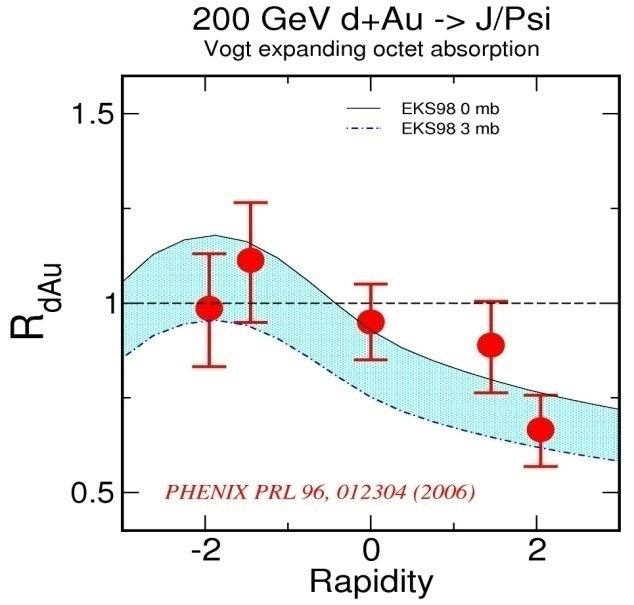 200 GeV d+Au -> J/Psi
Vogt expanding octet absorption
EKS98 0 mb
EKS98 3 mb
1.5
1
0.5
RdAu
PHENIX PRL 96, 012304 (2006)
-2 0 2
Rapidity